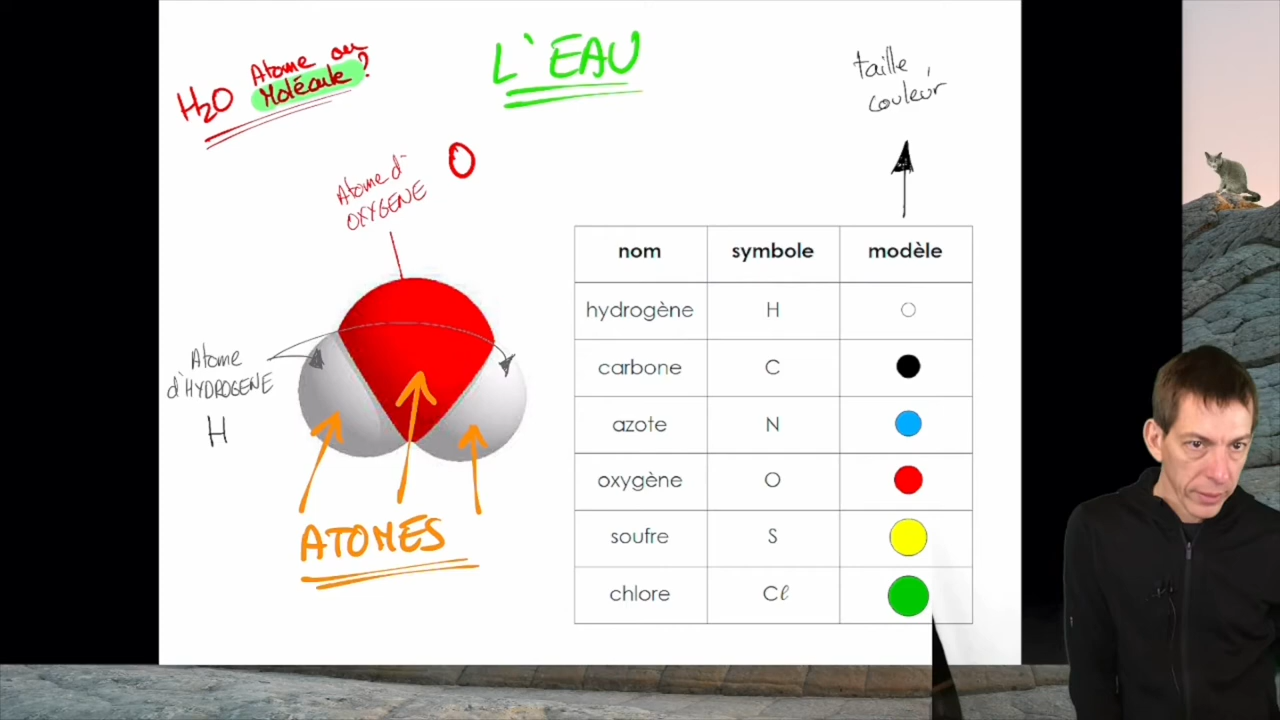 L'EAU
H2O
Atome ou
Molécule ?
taille,
couleur
Atome d'
OXYGENE
O
Atome
d'HYDROGENE
H
ATOMES
nom symbole modèle
hydrogène H
carbone C
azote N
oxygène O
soufre S
chlore Cℓ